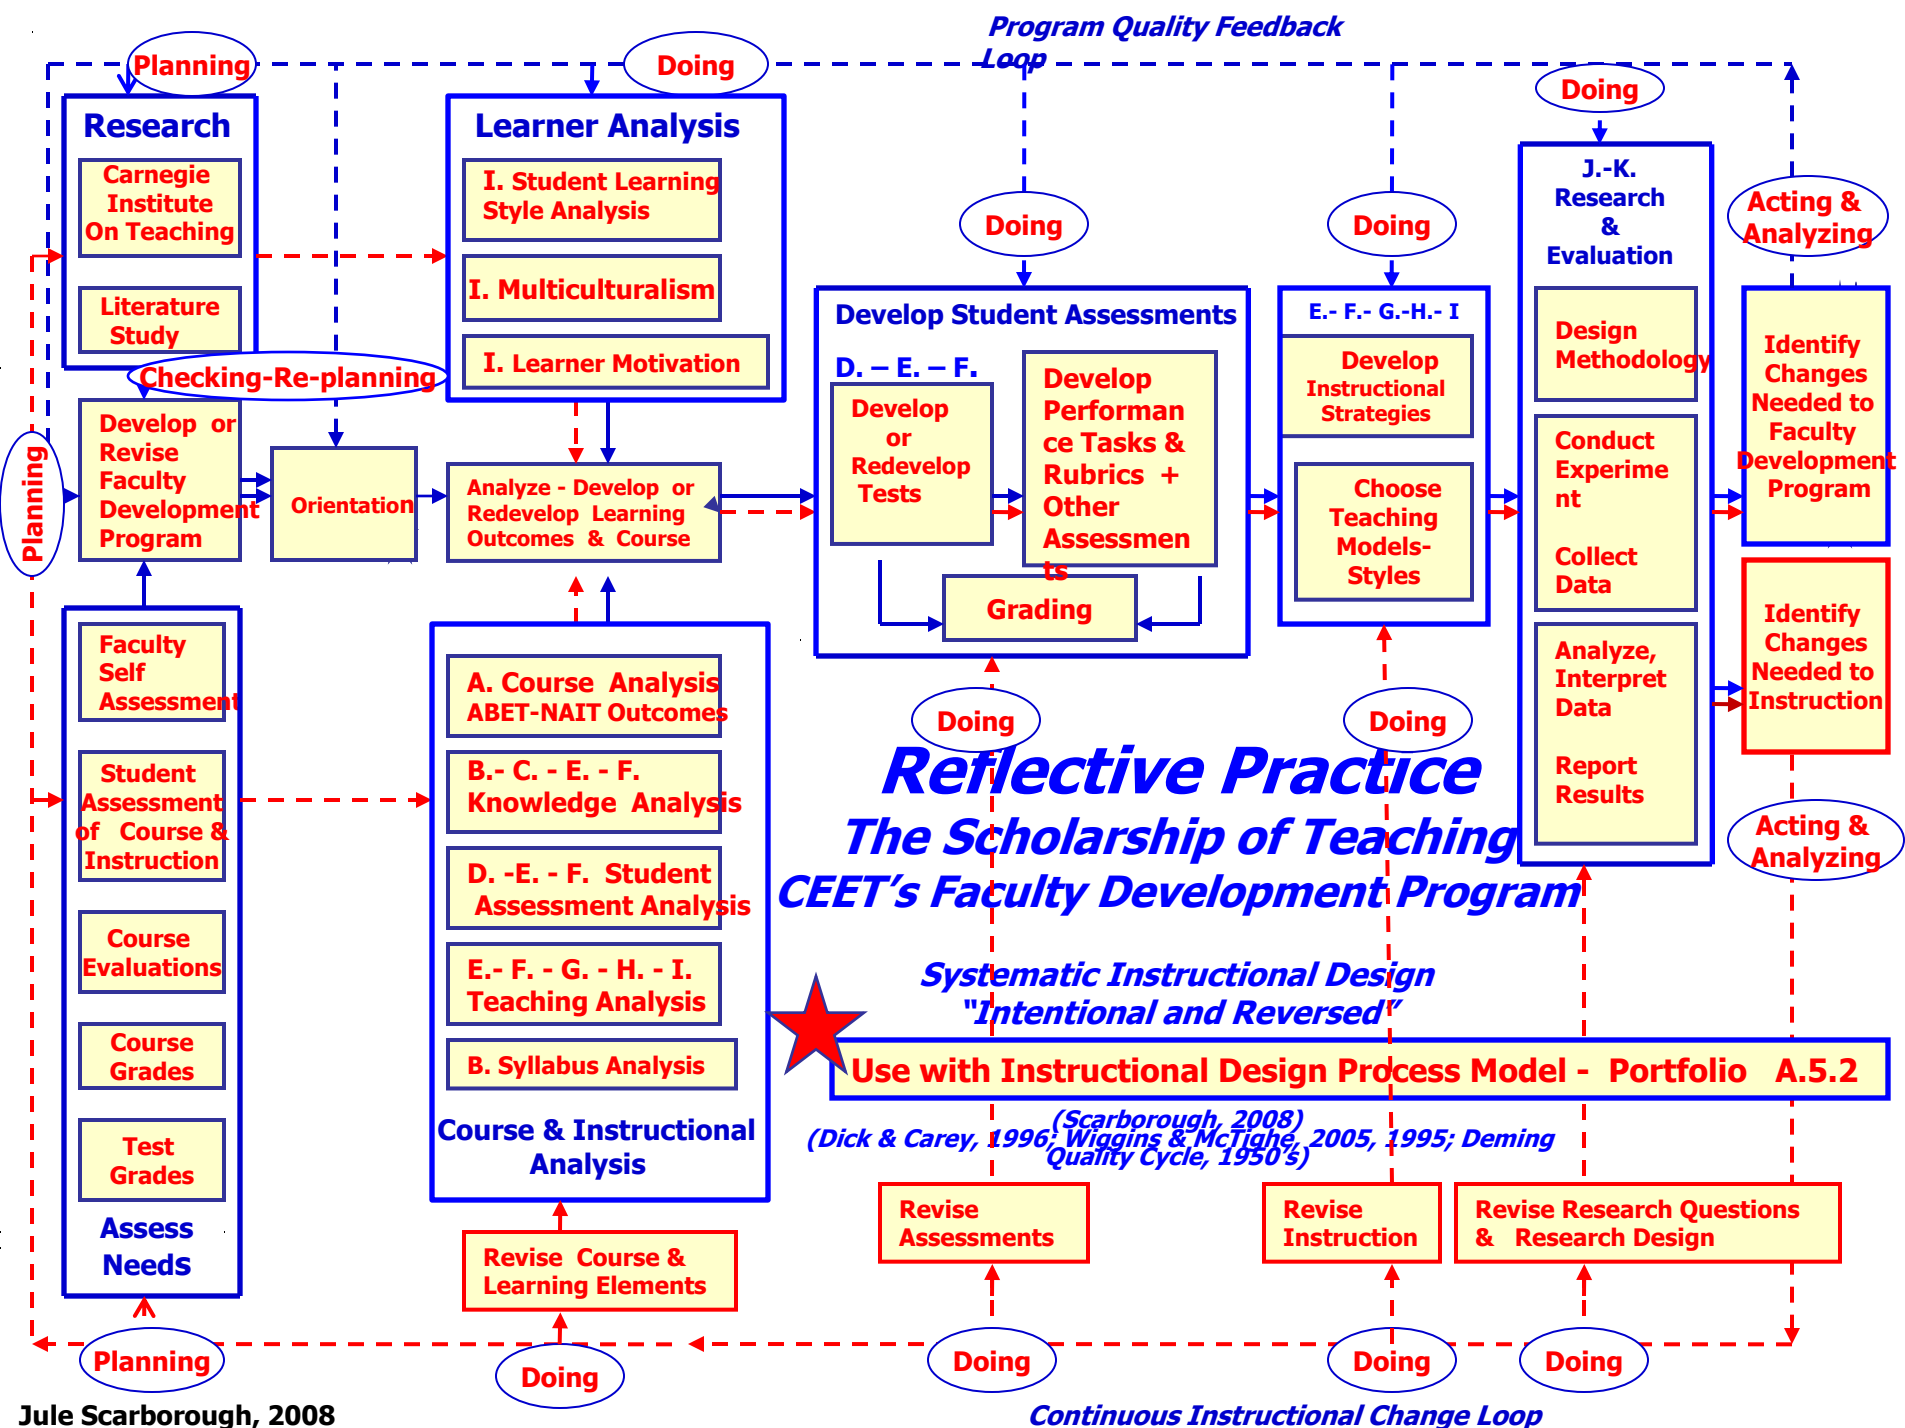 Program Quality Feedback
Loop
Planning
Doing
Doing
Research
Carnegie
Institute
On Teaching
Literature
Study
Learner Analysis
I. Student Learning
Style Analysis
I. Multiculturalism
I. Learner Motivation
Doing
Doing
J.-K.
Research
&
Evaluation
Acting &
Analyzing
Checking-Re-planning
Planning
Develop or
Revise
Faculty
Development
Program
Orientation
Analyze - Develop or
Redevelop Learning
Outcomes & Course
Develop Student Assessments
D. – E. – F.
Develop
or
Redevelop
Tests
Develop
Performan
ce Tasks &
Rubrics +
Other
Assessmen
ts
Grading
E.- F.- G.-H.- I
Develop
Instructional
Strategies
Choose
Teaching
Models-
Styles
Design
Methodology
Conduct
Experime
nt
Collect
Data
Analyze,
Interpret
Data
Report
Results
Identify
Changes
Needed to
Faculty
Development
Program
Identify
Changes
Needed to
Instruction
Faculty
Self
Assessment
Student
Assessment
of Course &
Instruction
Course
Evaluations
Course
Grades
Test
Grades
Assess
Needs
A. Course Analysis
ABET-NAIT Outcomes
B.- C. - E. - F.
Knowledge Analysis
D. -E. - F. Student
Assessment Analysis
E.- F. - G. - H. - I.
Teaching Analysis
B. Syllabus Analysis
Course & Instructional
Analysis
Doing
Doing
Reflective Practice
The Scholarship of Teaching
CEET’s Faculty Development Program
Acting &
Analyzing
Systematic Instructional Design
“Intentional and Reversed”
Use with Instructional Design Process Model - Portfolio A.5.2
(Scarborough, 2008)
(Dick & Carey, 1996; Wiggins & McTighe, 2005, 1995; Deming
Quality Cycle, 1950’s)
Revise Course &
Learning Elements
Revise
Assessments
Revise
Instruction
Revise Research Questions
& Research Design
Planning
Doing
Doing
Doing
Doing
Jule Scarborough, 2008
Continuous Instructional Change Loop